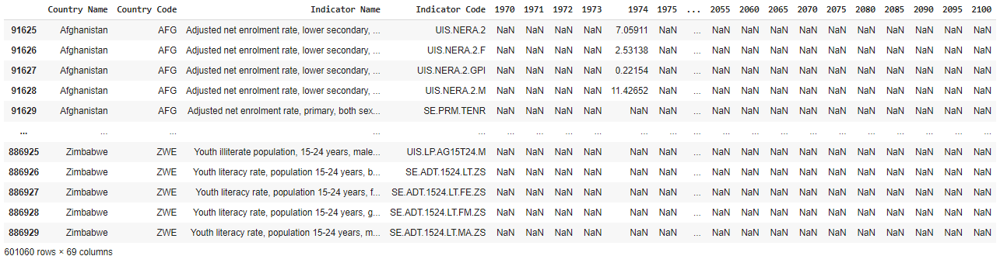 Country Name Country Code Indicator Name Indicator Code 1970 1971 1972 1973 1974 1975 ... 2055 2060 2065 2070 2075 2080 2085 2090 2095 2100
91625 Afghanistan AFG Adjusted net enrolment rate, lower secondary, ... UIS.NERA.2 NaN NaN NaN NaN 7.05911 NaN ... NaN NaN NaN NaN NaN NaN NaN NaN NaN NaN
91626 Afghanistan AFG Adjusted net enrolment rate, lower secondary, ... UIS.NERA.2.F NaN NaN NaN NaN 2.53138 NaN ... NaN NaN NaN NaN NaN NaN NaN NaN NaN NaN
91627 Afghanistan AFG Adjusted net enrolment rate, lower secondary, ... UIS.NERA.2.GPI NaN NaN NaN NaN 0.22154 NaN ... NaN NaN NaN NaN NaN NaN NaN NaN NaN NaN
91628 Afghanistan AFG Adjusted net enrolment rate, lower secondary, ... UIS.NERA.2.M NaN NaN NaN NaN 11.42652 NaN ... NaN NaN NaN NaN NaN NaN NaN NaN NaN NaN
91629 Afghanistan AFG Adjusted net enrolment rate, primary, both sex... SE.PRM.TENR NaN NaN NaN NaN NaN NaN ... NaN NaN NaN NaN NaN NaN NaN NaN NaN NaN
... ... ... ... ... ... ... ... ... ... ... ... ... ... ... ... ... ... ... ... ... ...
886925 Zimbabwe ZWE Youth illiterate population, 15-24 years, male... UIS.LP.AG15T24.M NaN NaN NaN NaN NaN NaN ... NaN NaN NaN NaN NaN NaN NaN NaN NaN NaN
886926 Zimbabwe ZWE Youth literacy rate, population 15-24 years, b... SE.ADT.1524.LT.ZS NaN NaN NaN NaN NaN NaN ... NaN NaN NaN NaN NaN NaN NaN NaN NaN NaN
886927 Zimbabwe ZWE Youth literacy rate, population 15-24 years, f... SE.ADT.1524.LT.FE.ZS NaN NaN NaN NaN NaN NaN ... NaN NaN NaN NaN NaN NaN NaN NaN NaN NaN
886928 Zimbabwe ZWE Youth literacy rate, population 15-24 years, g... SE.ADT.1524.LT.FM.ZS NaN NaN NaN NaN NaN NaN ... NaN NaN NaN NaN NaN NaN NaN NaN NaN NaN
886929 Zimbabwe ZWE Youth literacy rate, population 15-24 years, m... SE.ADT.1524.LT.MA.ZS NaN NaN NaN NaN NaN NaN ... NaN NaN NaN NaN NaN NaN NaN NaN NaN NaN
601060 rows × 69 columns